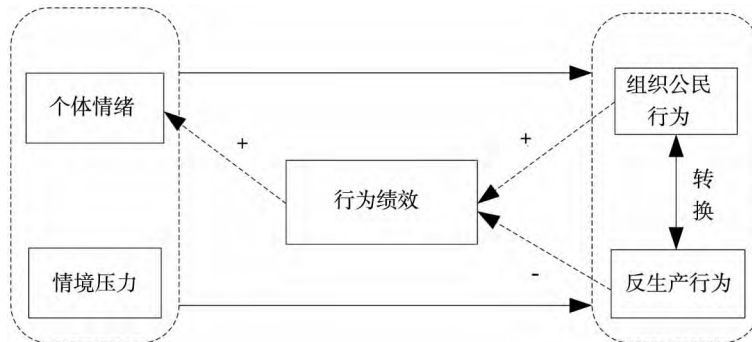 个体情绪
组织公民
行为
+
+
行为绩效
转
换
情境压力
-
反生产行为